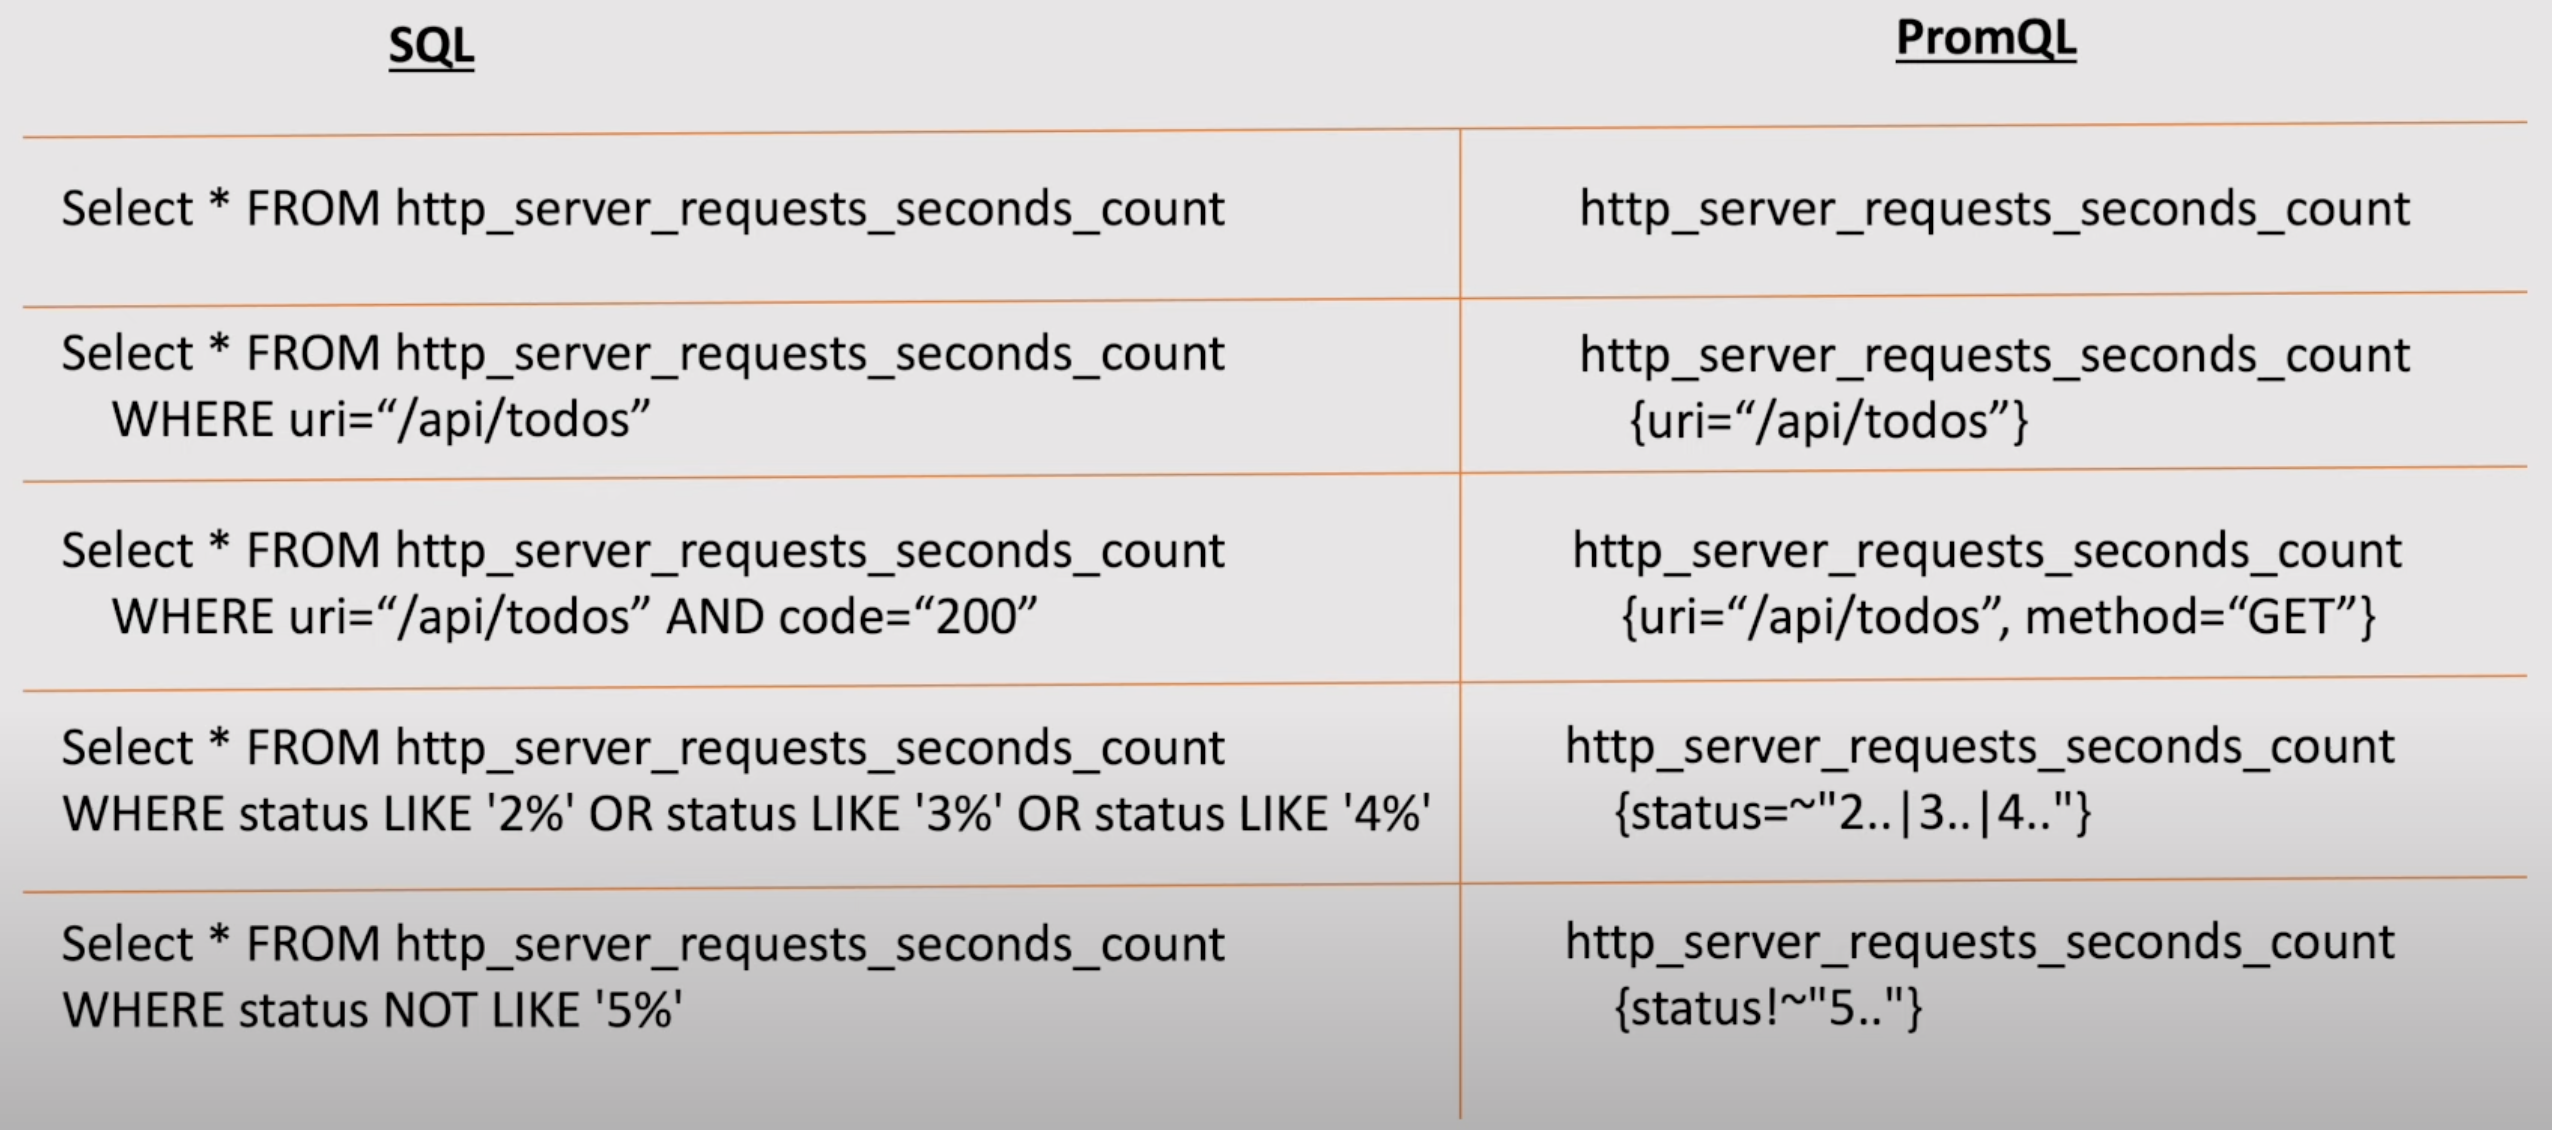 SQL
PromQL
Select * FROM http_server_requests_seconds_count
http_server_requests_seconds_count
Select * FROM http_server_requests_seconds_count
WHERE uri=“/api/todos”
http_server_requests_seconds_count
{uri=“/api/todos”}
Select * FROM http_server_requests_seconds_count
WHERE uri=“/api/todos” AND code=“200”
http_server_requests_seconds_count
{uri=“/api/todos”, method=“GET”}
Select * FROM http_server_requests_seconds_count
WHERE status LIKE '2%' OR status LIKE '3%' OR status LIKE '4%'
http_server_requests_seconds_count
{status=~"2..|3..|4.."}
Select * FROM http_server_requests_seconds_count
WHERE status NOT LIKE '5%'
http_server_requests_seconds_count
{status!~"5.."}